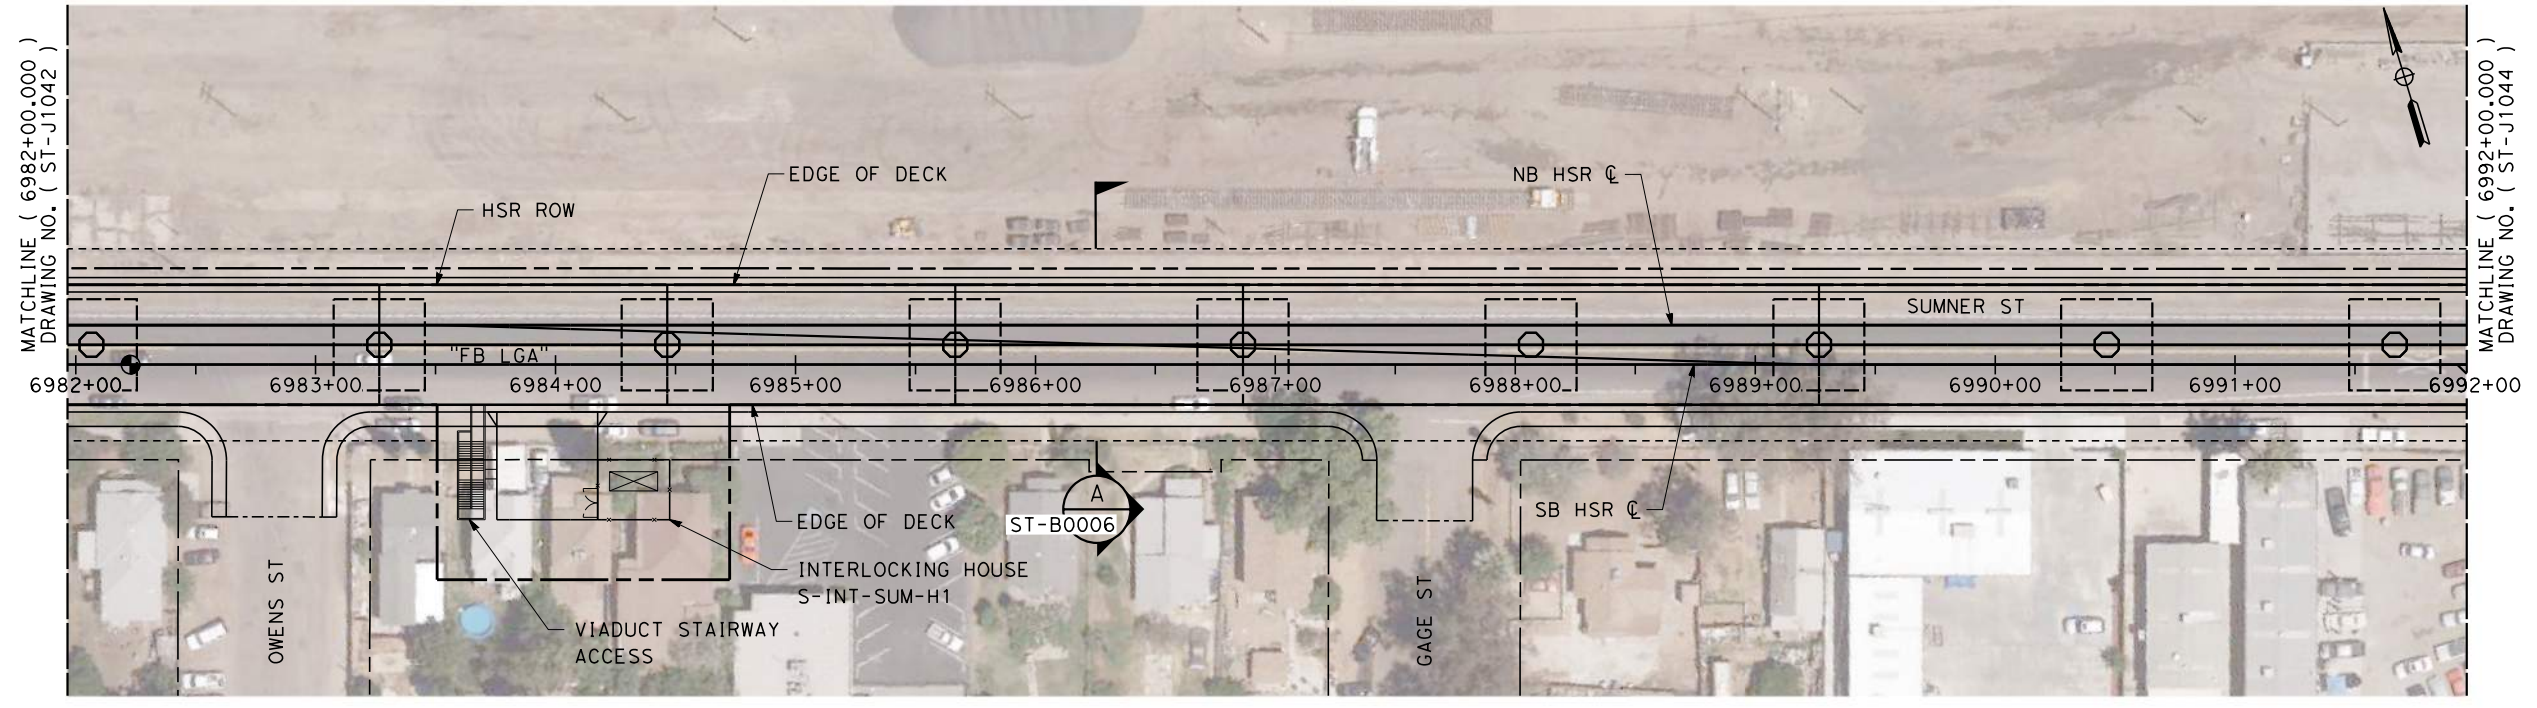 MATCHLINE ( 6982+00.000 )
DRAWING NO. ( ST-J1042 )
EDGE OF DECK
HSR ROW
NB HSR ℄
SUMNER ST
"FB LGA"
6982+00
6983+00
6984+00
6985+00
6986+00
6987+00
6988+00
6989+00
6990+00
6991+00
6992+00
A
ST-B0006
EDGE OF DECK
SB HSR ℄
INTERLOCKING HOUSE
S-INT-SUM-H1
VIADUCT STAIRWAY
ACCESS
OWENS ST
GAGE ST
MATCHLINE ( 6992+00.000 )
DRAWING NO. ( ST-J1044 )